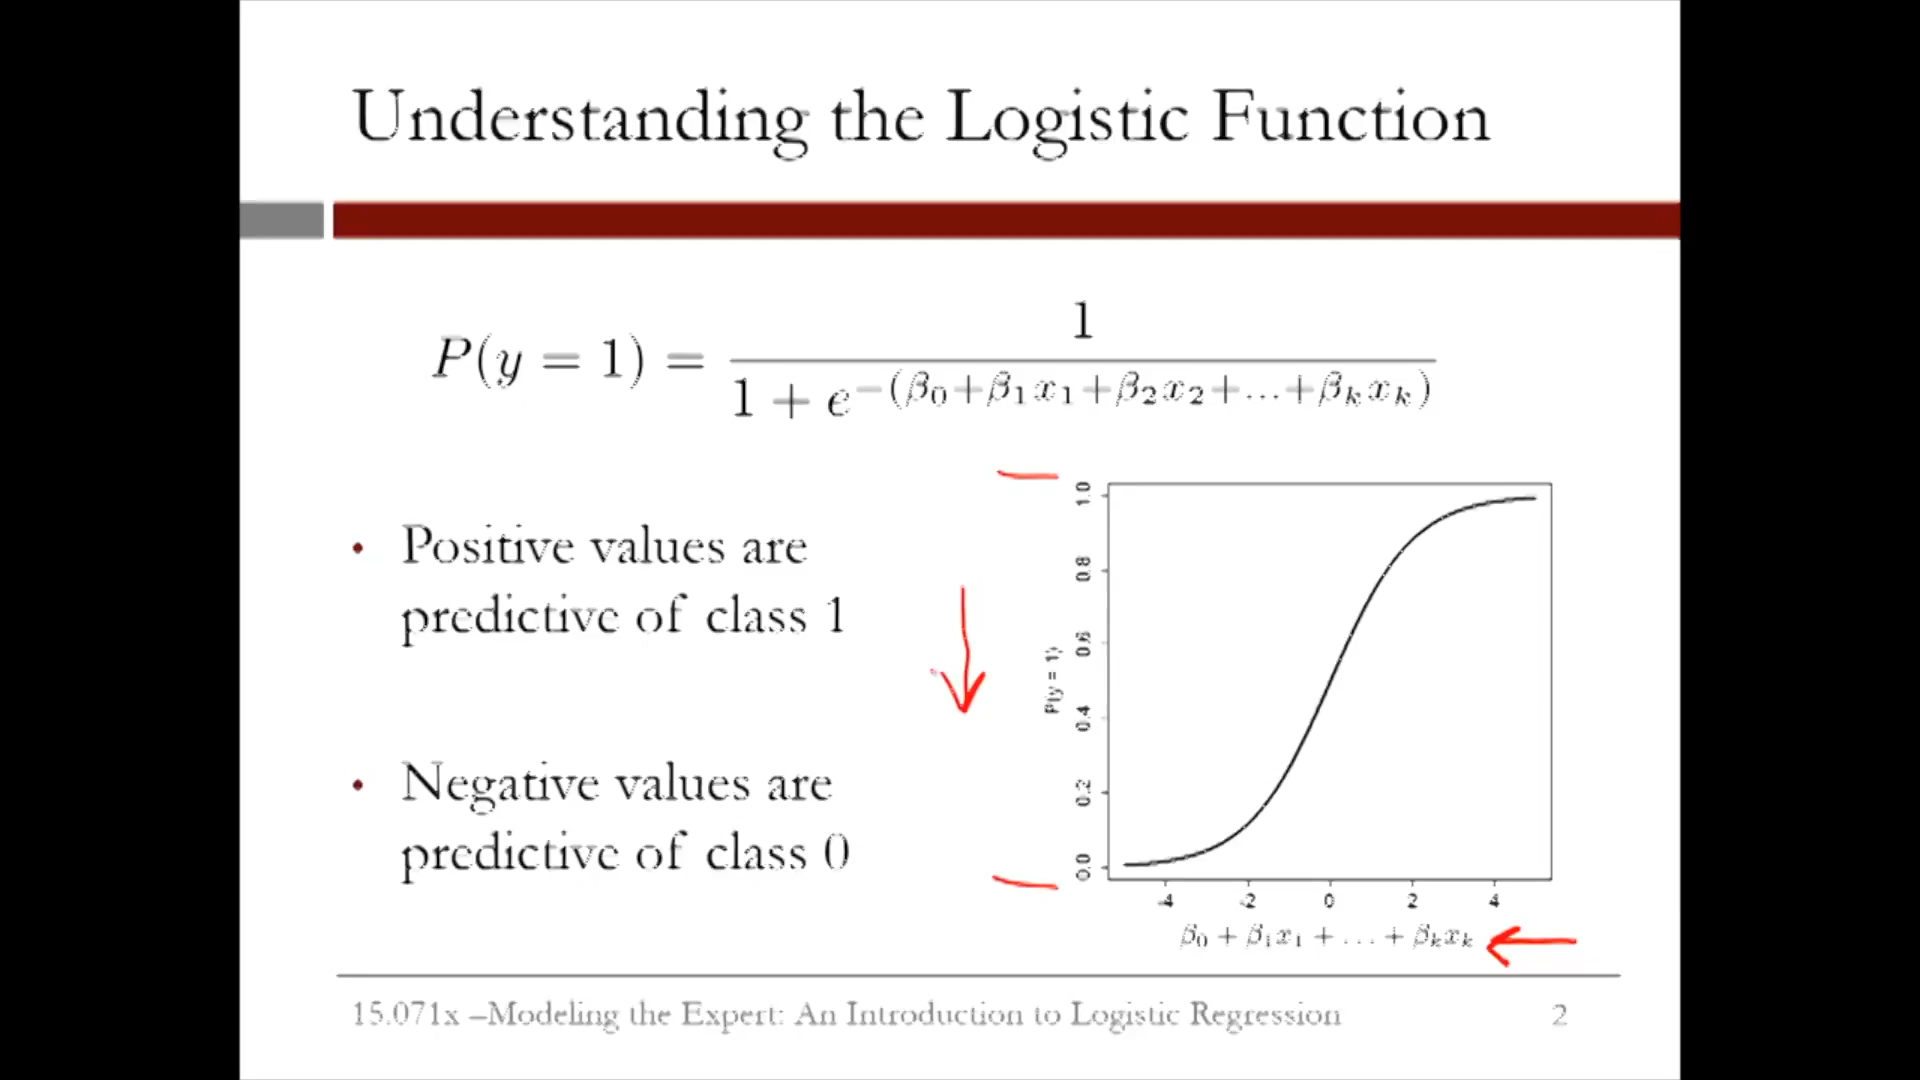 Understanding the Logistic Function
P(y = 1) = 1 / (1 + e^−(β₀+β₁x₁+β₂x₂+...+βₖxₖ))
• Positive values are
predictive of class 1
• Negative values are
predictive of class 0
P(y = 1)
1.0
0.8
0.6
0.4
0.2
0.0
-4 -2 0 2 4
β₀ + β₁x₁ + ... + βₖxₖ
15.071x –Modeling the Expert: An Introduction to Logistic Regression 2